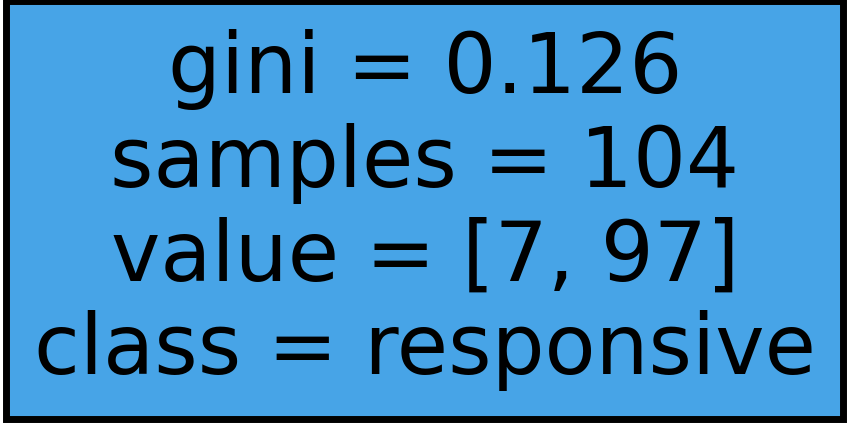 gini = 0.126
samples = 104
value = [7, 97]
class = responsive